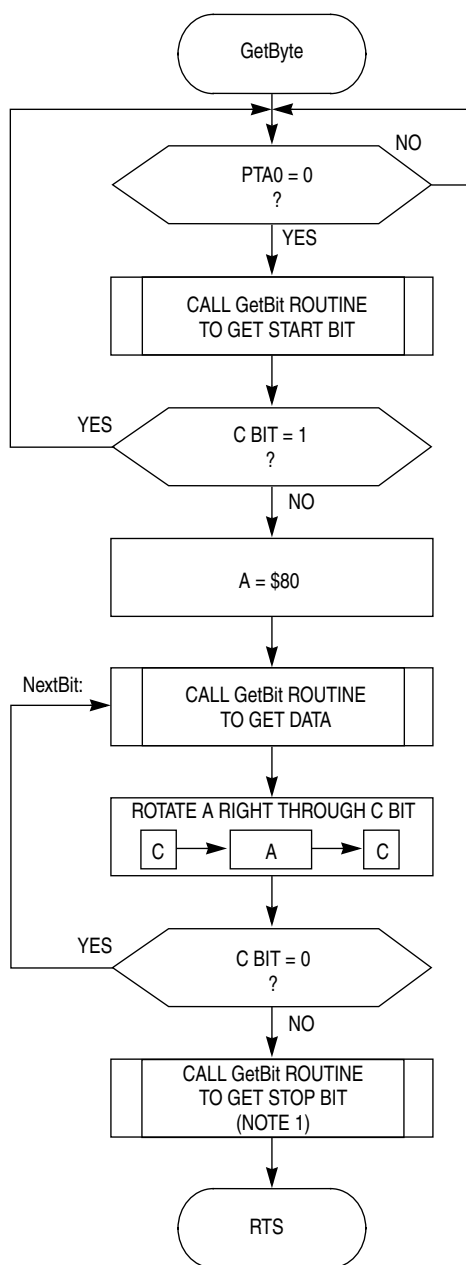 GetByte
NO
PTA0 = 0
?
YES
CALL GetBit ROUTINE
TO GET START BIT
YES
C BIT = 1
?
NO
A = $80
NextBit:
CALL GetBit ROUTINE
TO GET DATA
ROTATE A RIGHT THROUGH C BIT
C A C
YES
C BIT = 0
?
NO
CALL GetBit ROUTINE
TO GET STOP BIT
(NOTE 1)
RTS